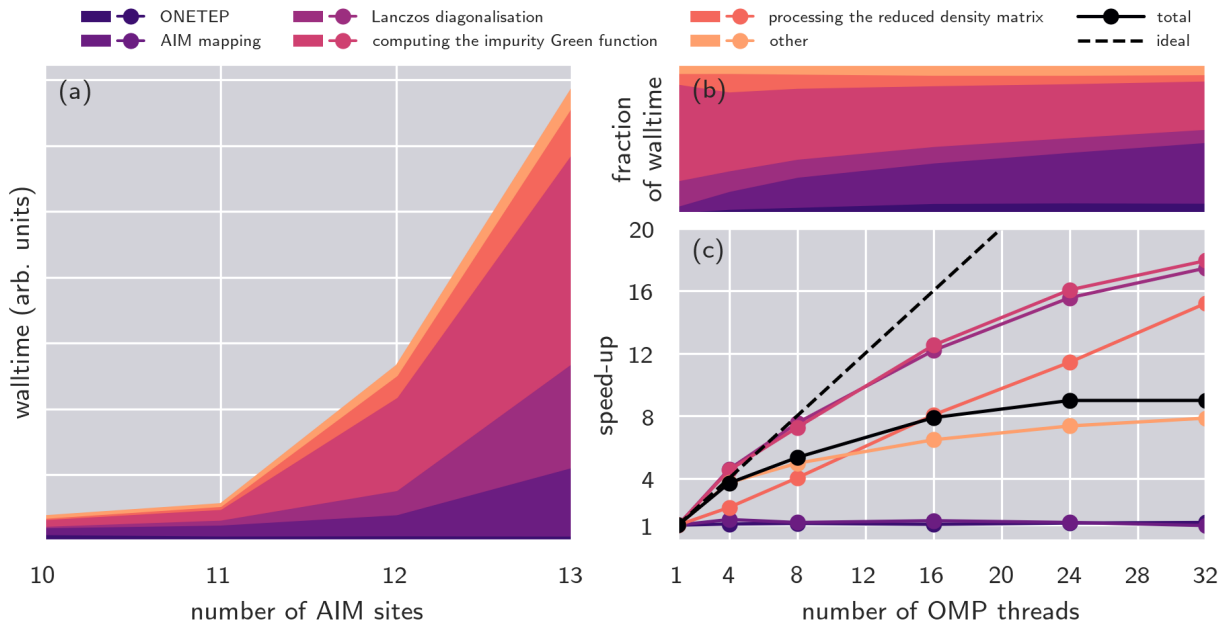 ONETEP
AIM mapping
Lanczos diagonalisation
computing the impurity Green function
processing the reduced density matrix
other
total
ideal
(a)
walltime (arb. units)
10 11 12 13
number of AIM sites
(b)
fraction
of walltime
(c)
speed-up
20
16
12
8
4
1
1 4 8 12 16 20 24 28 32
number of OMP threads